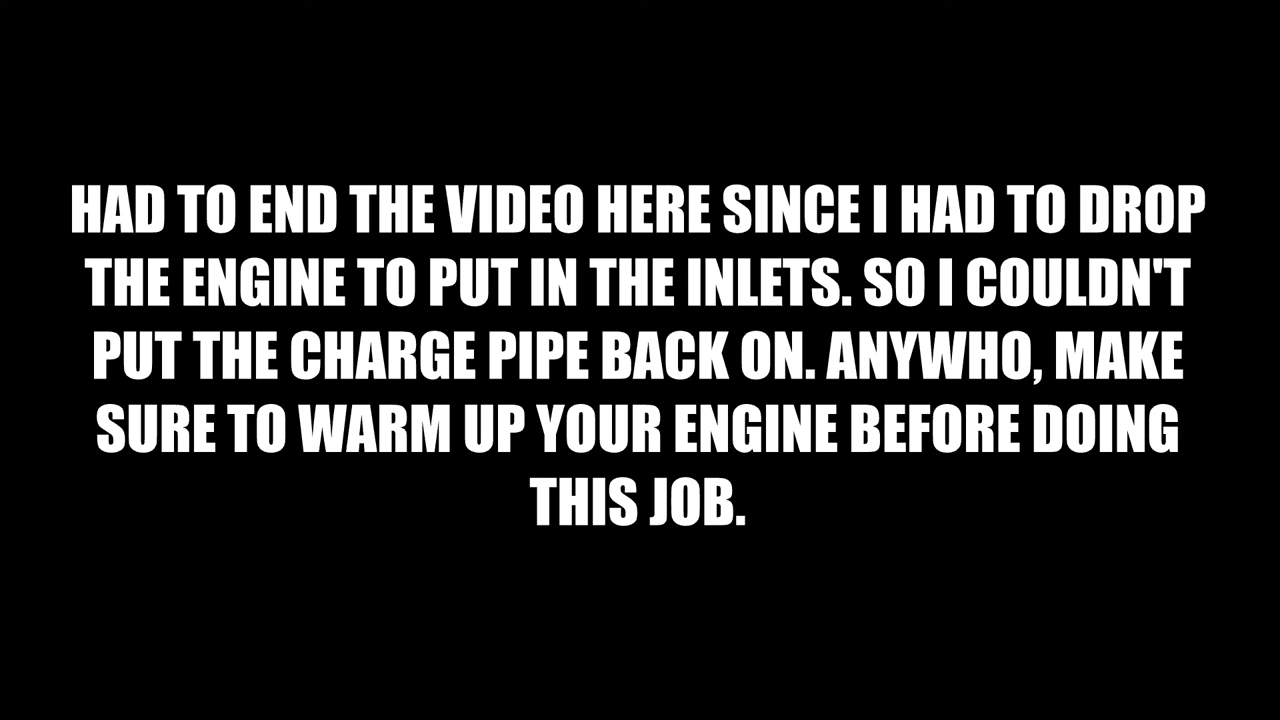 HAD TO END THE VIDEO HERE SINCE I HAD TO DROP
THE ENGINE TO PUT IN THE INLETS. SO I COULDN'T
PUT THE CHARGE PIPE BACK ON. ANYWHO, MAKE
SURE TO WARM UP YOUR ENGINE BEFORE DOING
THIS JOB.